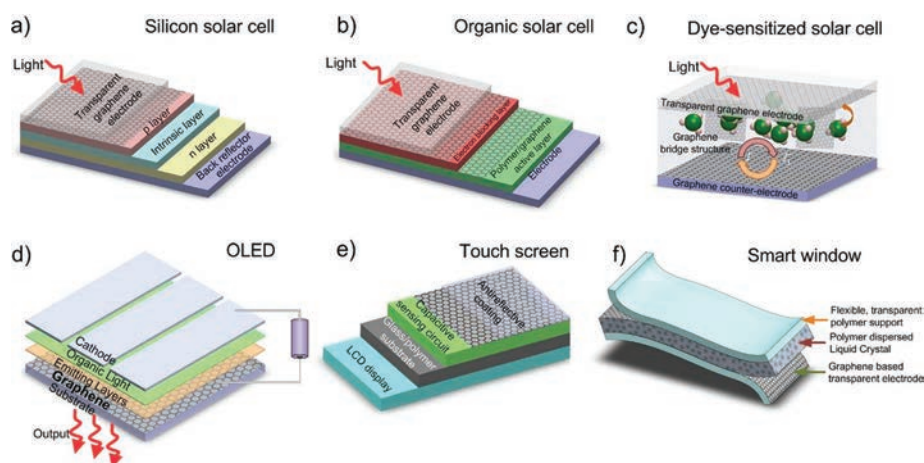 a) Silicon solar cell
Light
Transparent
graphene
electrode
p layer
Intrinsic layer
n layer
Back reflector
electrode
b) Organic solar cell
Light
Transparent
graphene
electrode
Electron blocking layer
Polymer/graphene
active layer
Electrode
c) Dye-sensitized solar cell
Light
Transparent graphene electrode
Graphene
bridge structure
Graphene counter-electrode
d) OLED
Cathode
Organic Light
Emitting Layers
Graphene
Substrate
Output
e) Touch screen
Antireflective
coating
Capacitive
sensing circuit
Glass/polymer
substrate
LCD display
f) Smart window
Flexible, transparent
polymer support
Polymer dispersed
Liquid Crystal
Graphene based
transparent electrode